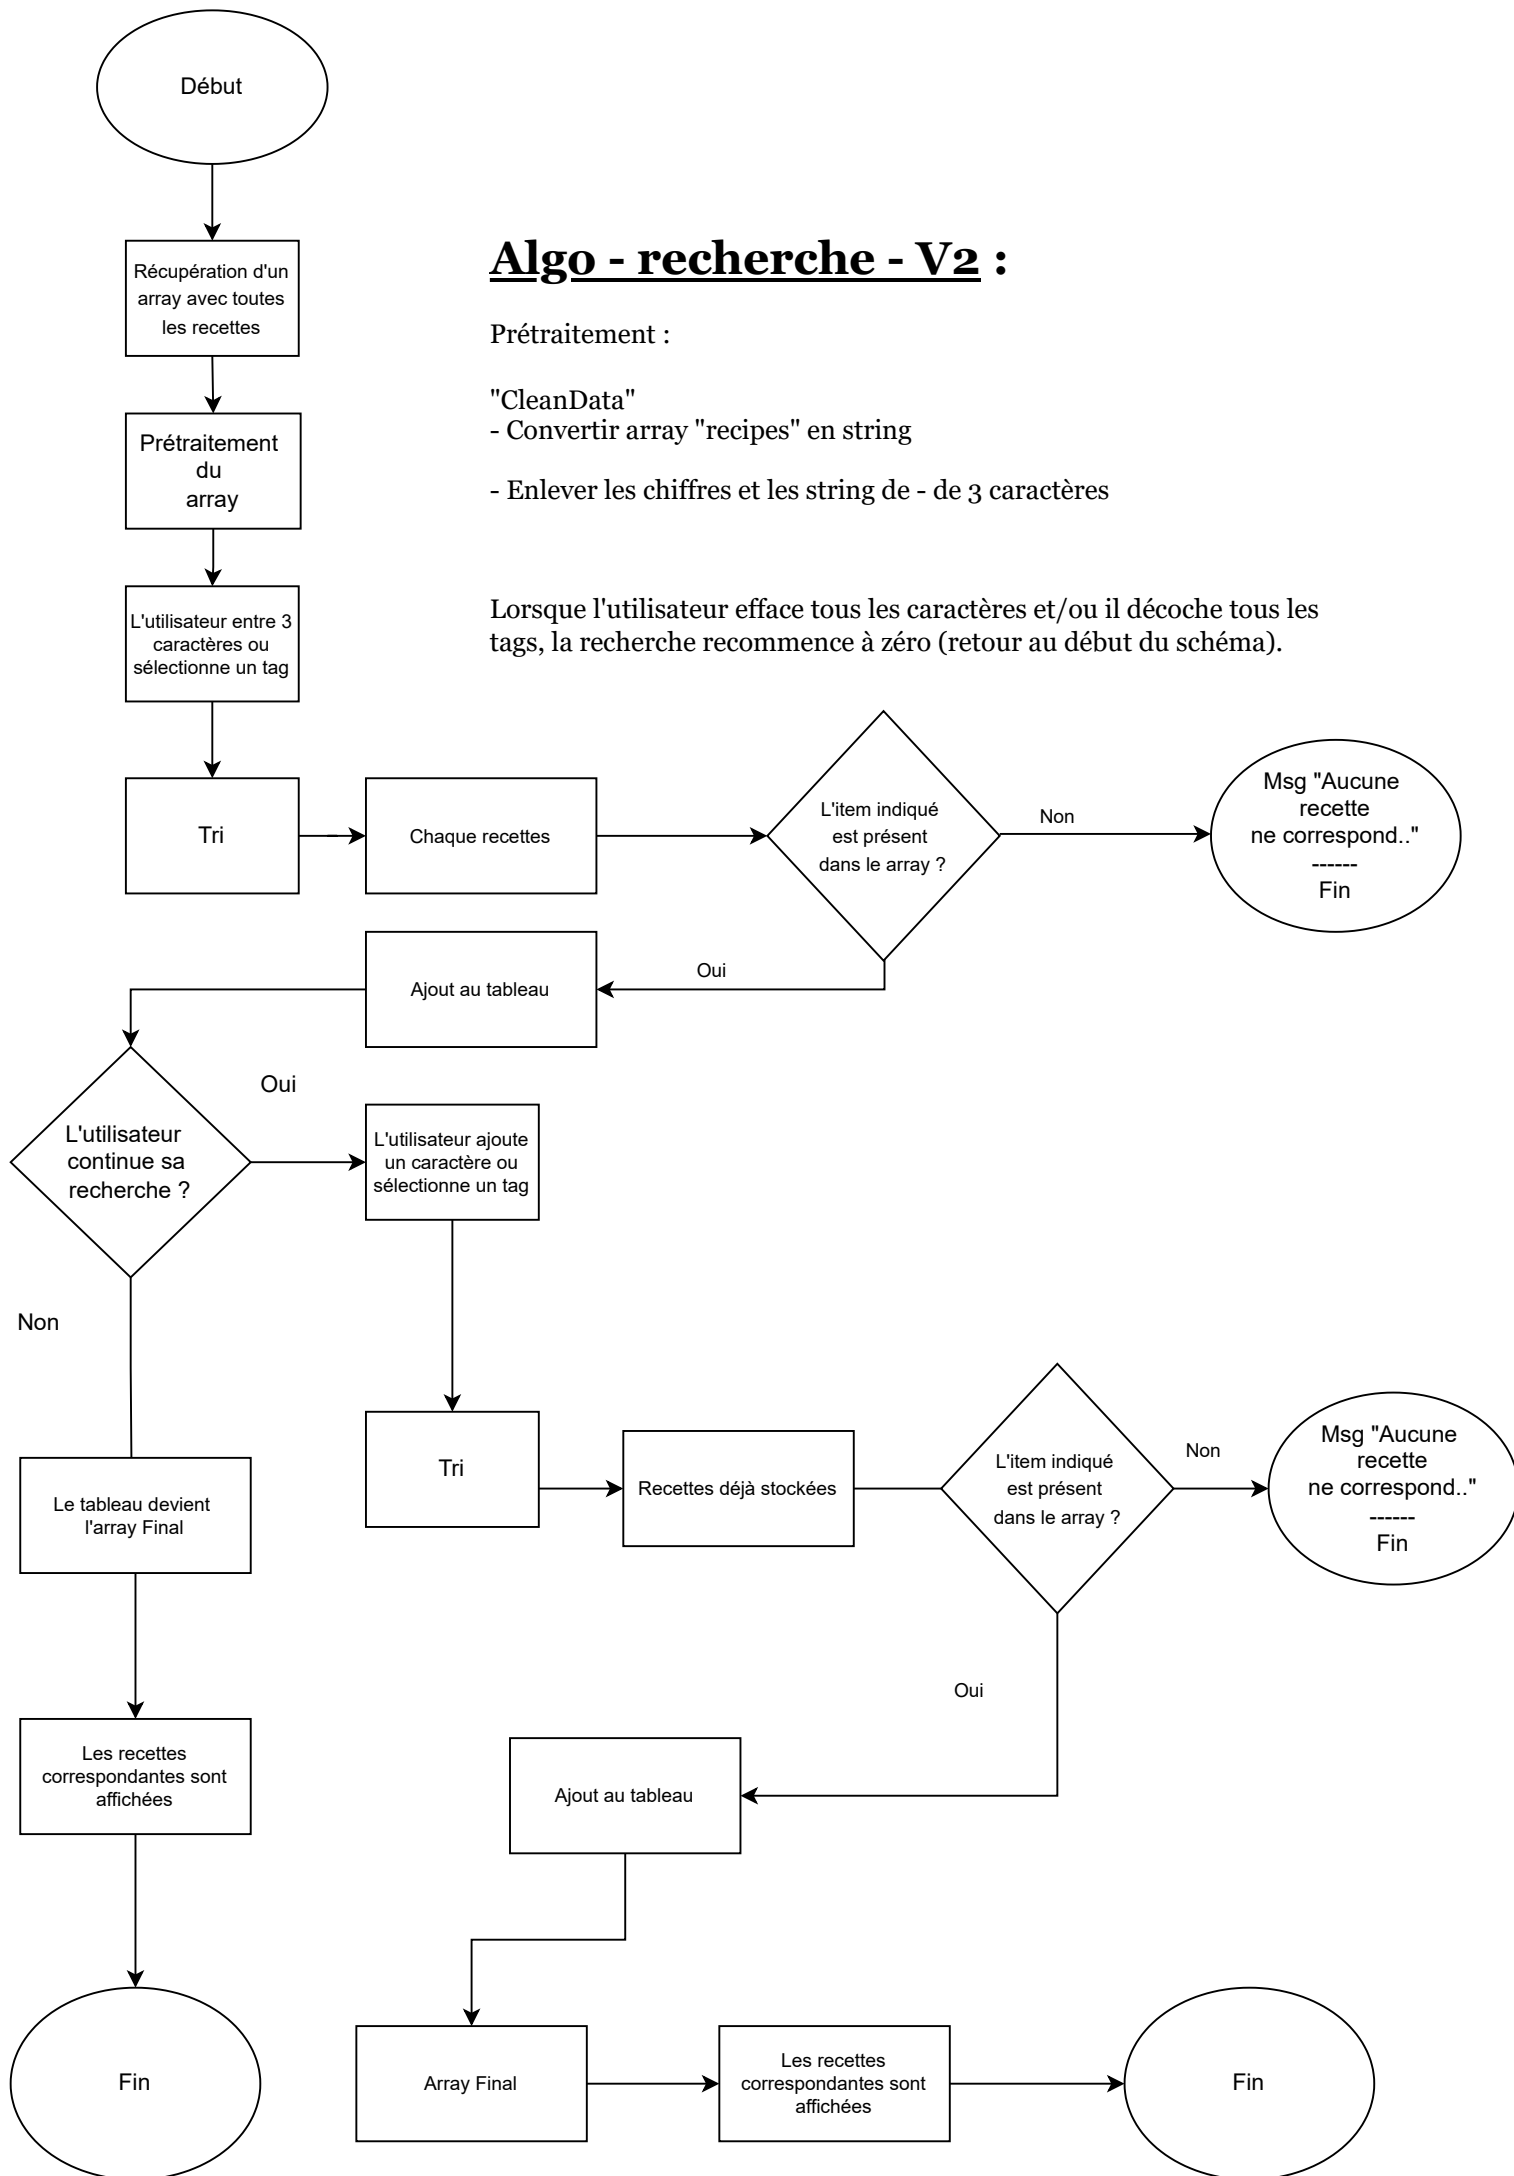 Début
Récupération d'un
array avec toutes
les recettes
Algo - recherche - V2 :
Prétraitement :
"CleanData"
- Convertir array "recipes" en string
- Enlever les chiffres et les string de - de 3 caractères
Prétraitement
du
array
L'utilisateur entre 3
caractères ou
sélectionne un tag
Lorsque l'utilisateur efface tous les caractères et/ou il décoche tous les
tags, la recherche recommence à zéro (retour au début du schéma).
Tri
Chaque recettes
L'item indiqué
est présent
dans le array ?
Non
Msg "Aucune
recette
ne correspond.."
------
Fin
Oui
Ajout au tableau
L'utilisateur
continue sa
recherche ?
Oui
L'utilisateur ajoute
un caractère ou
sélectionne un tag
Non
Tri
Recettes déjà stockées
L'item indiqué
est présent
dans le array ?
Non
Msg "Aucune
recette
ne correspond.."
------
Fin
Le tableau devient
l'array Final
Oui
Les recettes
correspondantes sont
affichées
Ajout au tableau
Fin
Array Final
Les recettes
correspondantes sont
affichées
Fin